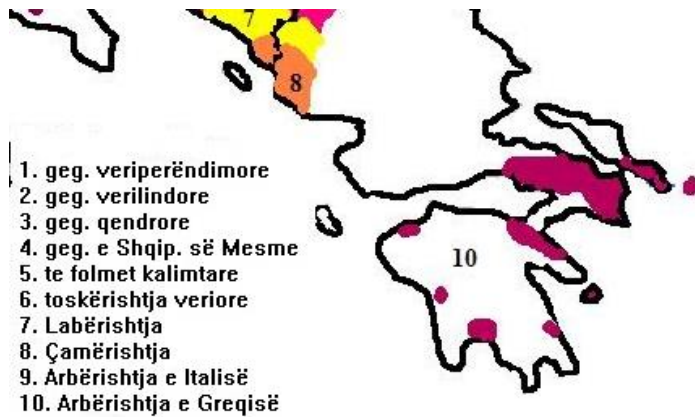 7
8
1. geg. veriperëndimore
2. geg. verilindore
3. geg. qendrore
4. geg. e Shqip. së Mesme
5. te folmet kalimtare
6. toskërishtja veriore
7. Labërishtja
8. Çamërishtja
9. Arbërishtja e Italisë
10. Arbërishtja e Greqisë
10